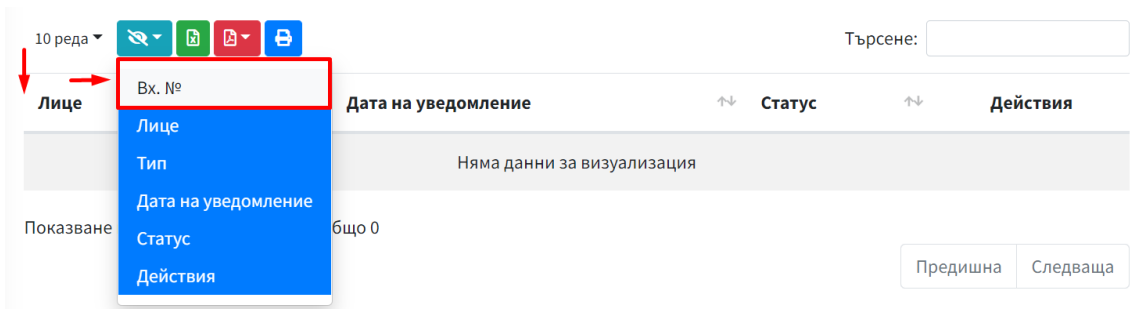 10 реда
Търсене:
Вх. №
Лице
Дата на уведомление
Статус
Действия
Лице
Тип
Дата на уведомление
Статус
Действия
Няма данни за визуализация
Показване
бщо 0
Предишна
Следваща